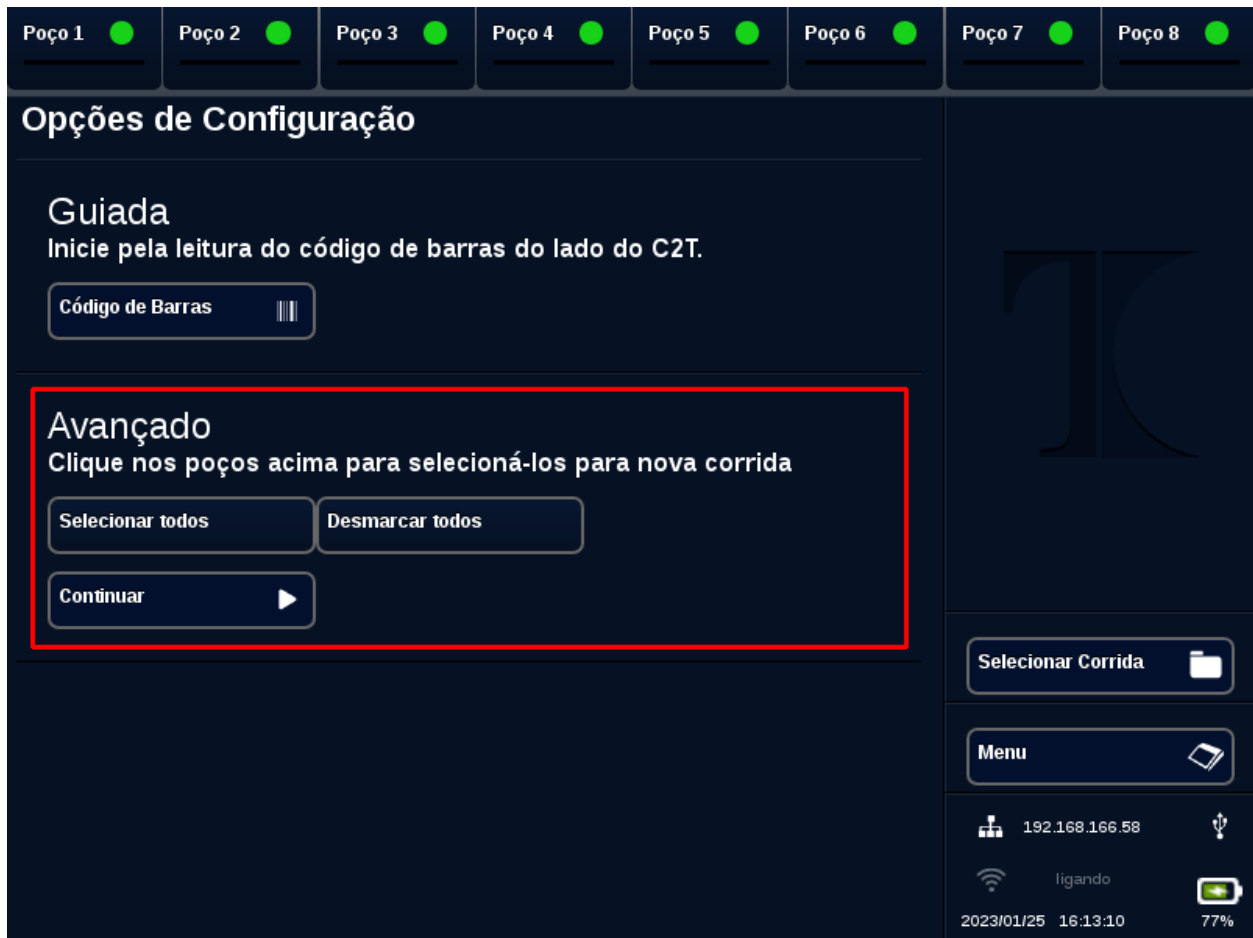 Poço 1 Poço 2 Poço 3 Poço 4 Poço 5 Poço 6 Poço 7 Poço 8
Opções de Configuração
Guiada
Inicie pela leitura do código de barras do lado do C2T.
Código de Barras
Avançado
Clique nos poços acima para selecioná-los para nova corrida
Selecionar todos Desmarcar todos
Continuar
Selecionar Corrida
Menu
192.168.166.58
ligando
2023/01/25 16:13:10 77%